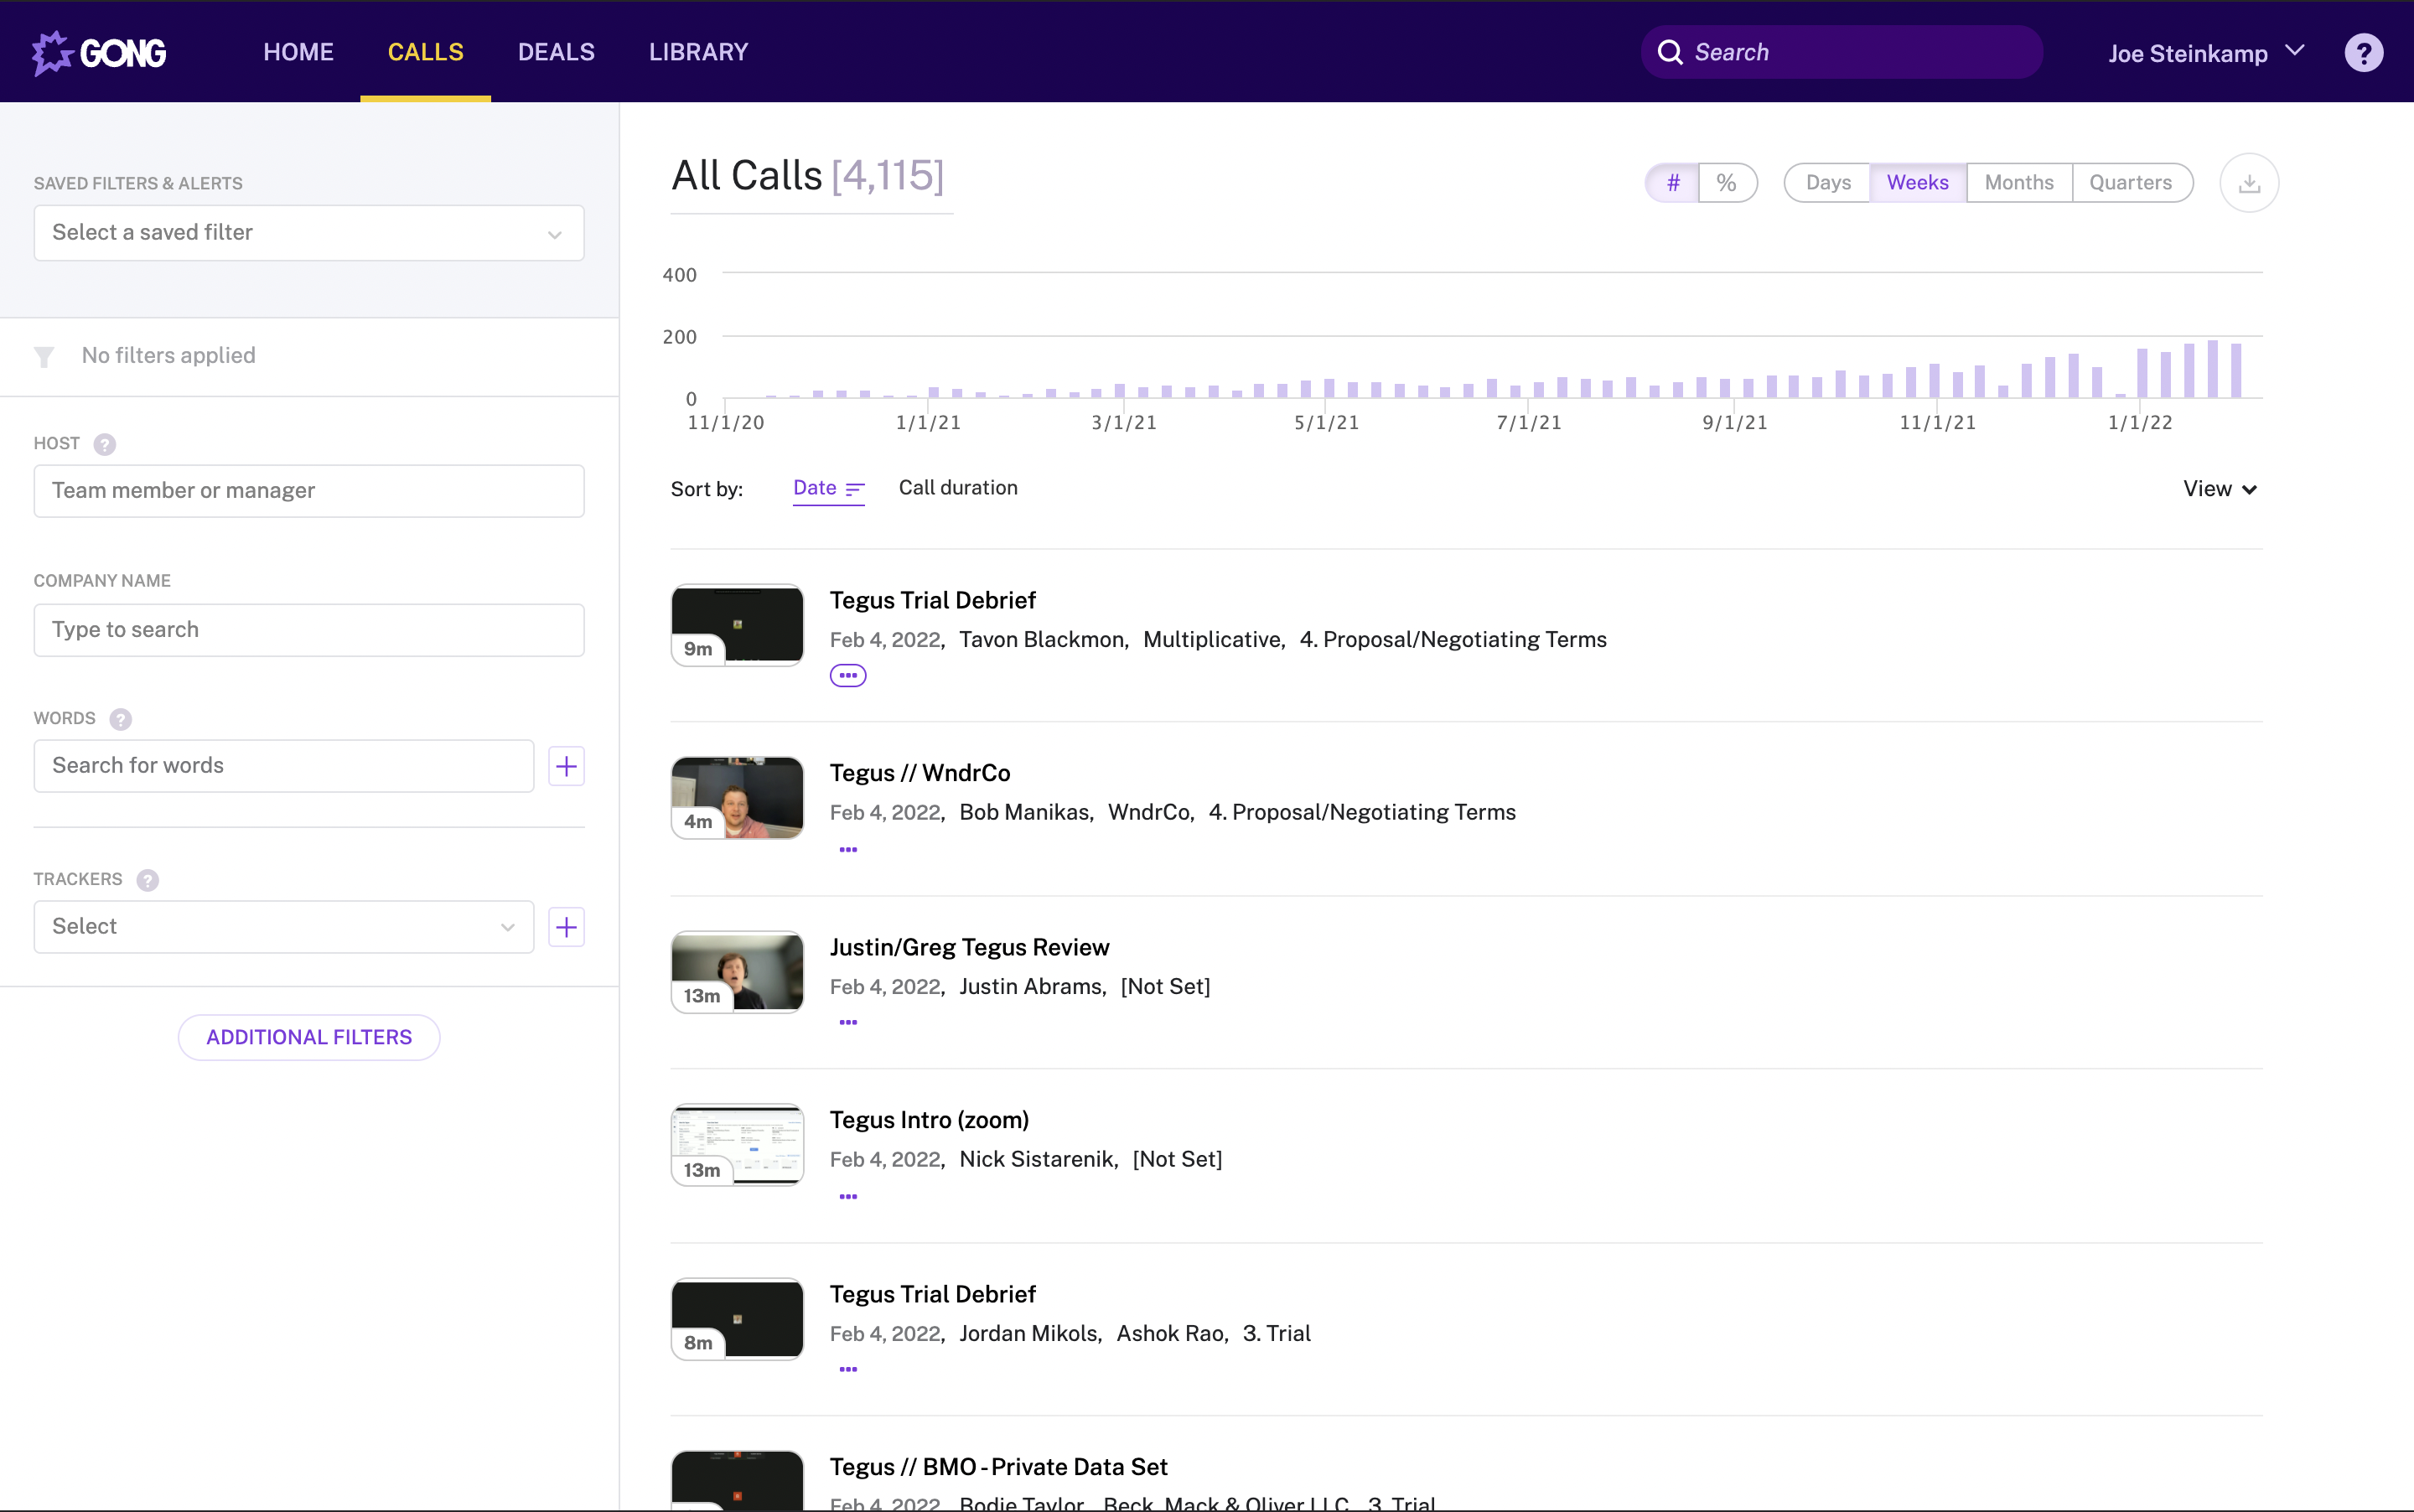 GONG HOME CALLS DEALS LIBRARY Search Joe Steinkamp ?
SAVED FILTERS & ALERTS
Select a saved filter
No filters applied
HOST ?
Team member or manager
COMPANY NAME
Type to search
WORDS ?
Search for words +
TRACKERS ?
Select +
ADDITIONAL FILTERS
All Calls [4,115]
# % Days Weeks Months Quarters
400
200
0
11/1/20 1/1/21 3/1/21 5/1/21 7/1/21 9/1/21 11/1/21 1/1/22
Sort by: Date Call duration View
9m
Tegus Trial Debrief
Feb 4, 2022, Tavon Blackmon, Multiplicative, 4. Proposal/Negotiating Terms
...
4m
Tegus // WndrCo
Feb 4, 2022, Bob Manikas, WndrCo, 4. Proposal/Negotiating Terms
...
13m
Justin/Greg Tegus Review
Feb 4, 2022, Justin Abrams, [Not Set]
...
13m
Tegus Intro (zoom)
Feb 4, 2022, Nick Sistarenik, [Not Set]
...
8m
Tegus Trial Debrief
Feb 4, 2022, Jordan Mikols, Ashok Rao, 3. Trial
...
Tegus // BMO - Private Data Set
Feb 4, 2022, Bodie Taylor, Beck, Mack & Oliver LLC, 3. Trial